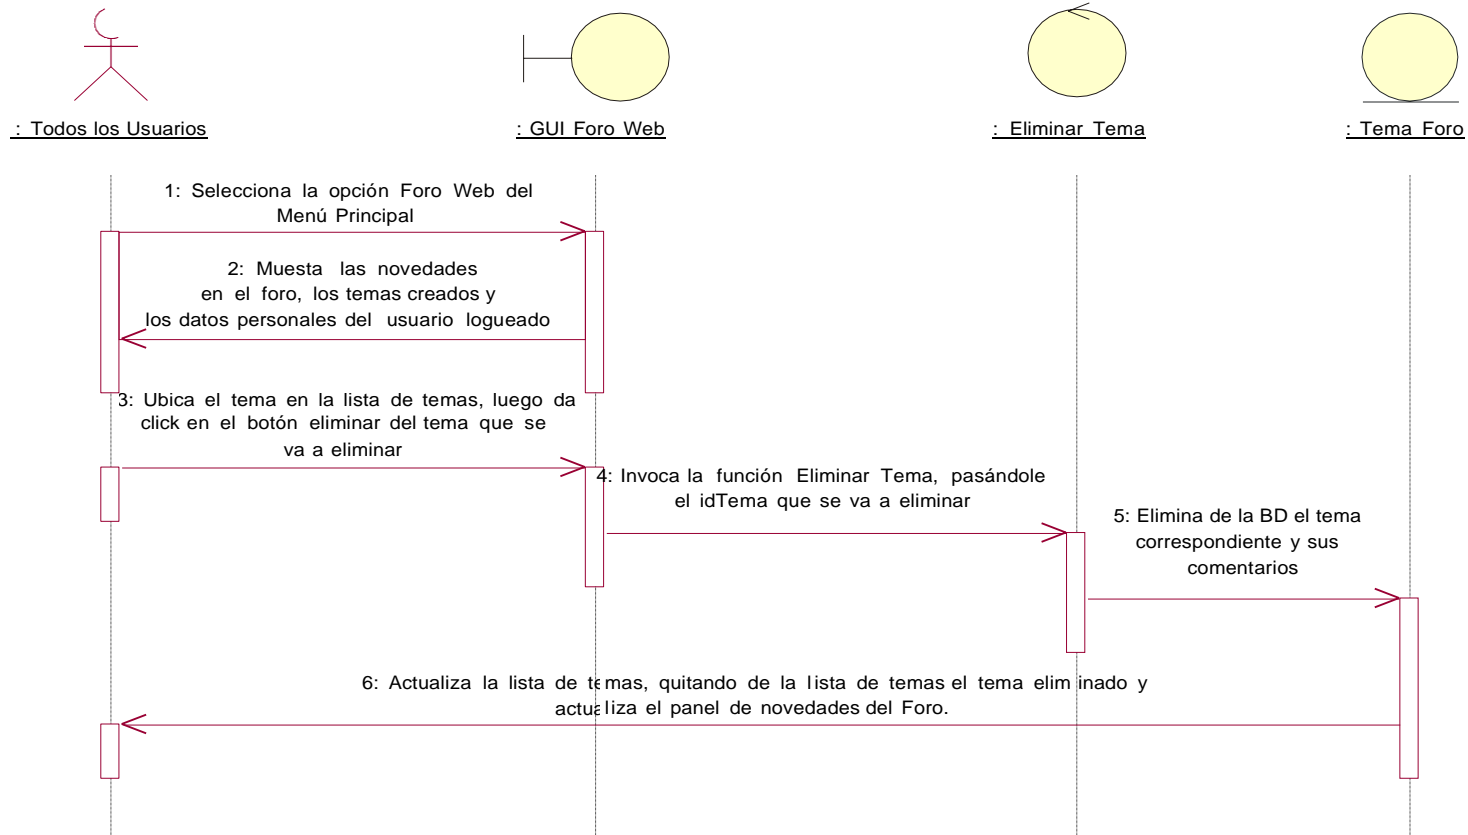 : Todos los Usuarios
: GUI Foro Web
: Eliminar Tema
: Tema Foro
1: Selecciona la opción Foro Web del
Menú Principal
2: Muesta las novedades
en el foro, los temas creados y
los datos personales del usuario logueado
3: Ubica el tema en la lista de temas, luego da
click en el botón eliminar del tema que se
va a eliminar
4: Invoca la función Eliminar Tema, pasándole
el idTema que se va a eliminar
5: Elimina de la BD el tema
correspondiente y sus
comentarios
6: Actualiza la lista de temas, quitando de la lista de temas el tema eliminado y
actualiza el panel de novedades del Foro.